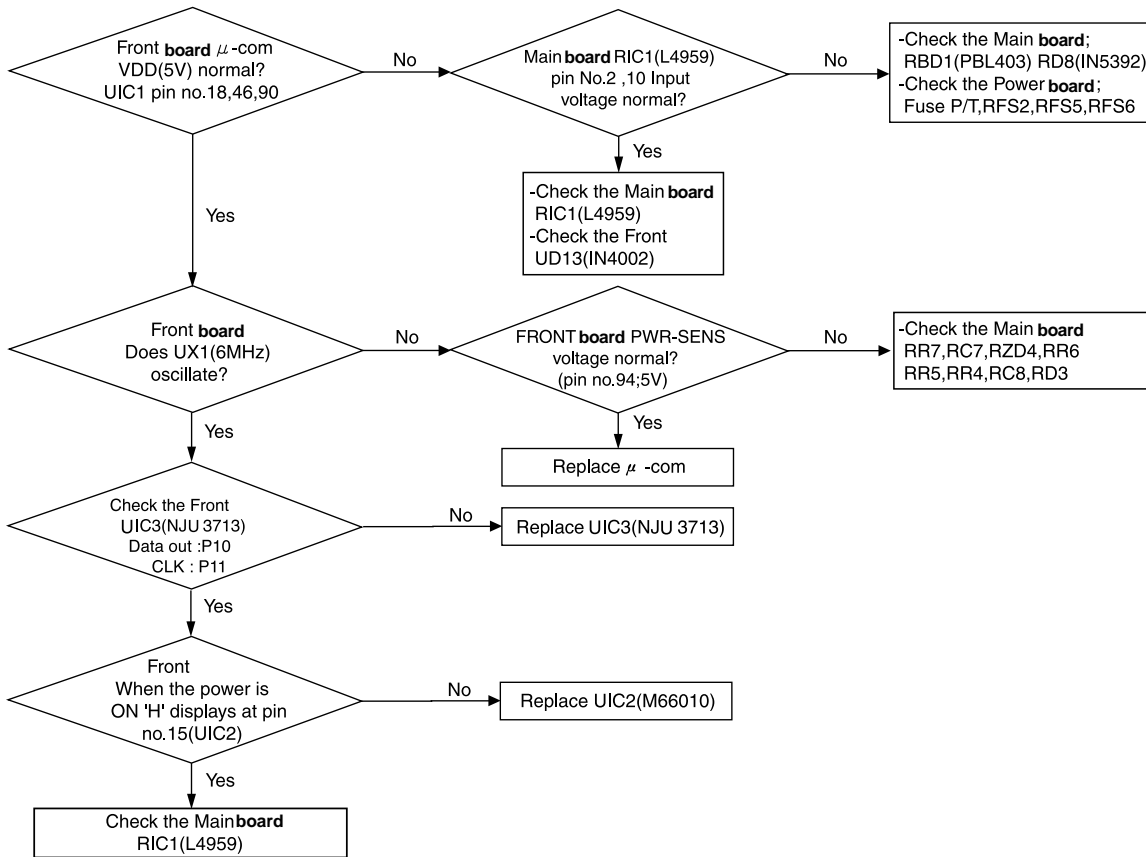 Front board μ-com
VDD(5V) normal?
UIC1 pin no.18,46,90
No
Main board RIC1(L4959)
pin No.2 ,10 Input
voltage normal?
No
-Check the Main board;
RBD1(PBL403) RD8(IN5392)
-Check the Power board;
Fuse P/T,RFS2,RFS5,RFS6
Yes
-Check the Main board
RIC1(L4959)
-Check the Front
UD13(IN4002)
Yes
Front board
Does UX1(6MHz)
oscillate?
No
FRONT board PWR-SENS
voltage normal?
(pin no.94;5V)
No
-Check the Main board
RR7,RC7,RZD4,RR6
RR5,RR4,RC8,RD3
Yes
Replace μ -com
Yes
Check the Front
UIC3(NJU 3713)
Data out :P10
CLK : P11
No
Replace UIC3(NJU 3713)
Yes
Front
When the power is
ON 'H' displays at pin
no.15(UIC2)
No
Replace UIC2(M66010)
Yes
Check the Main board
RIC1(L4959)